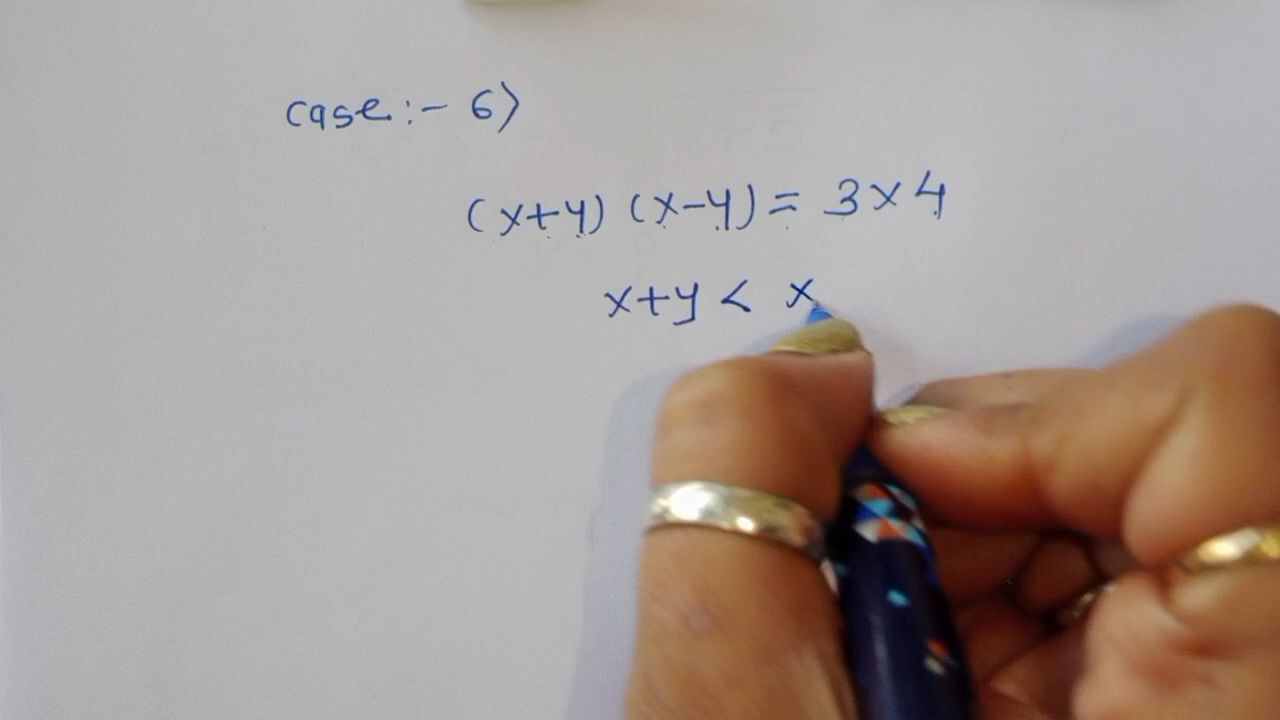 case:- 6)
(x+y) (x-y) = 3 x 4
x+y < x